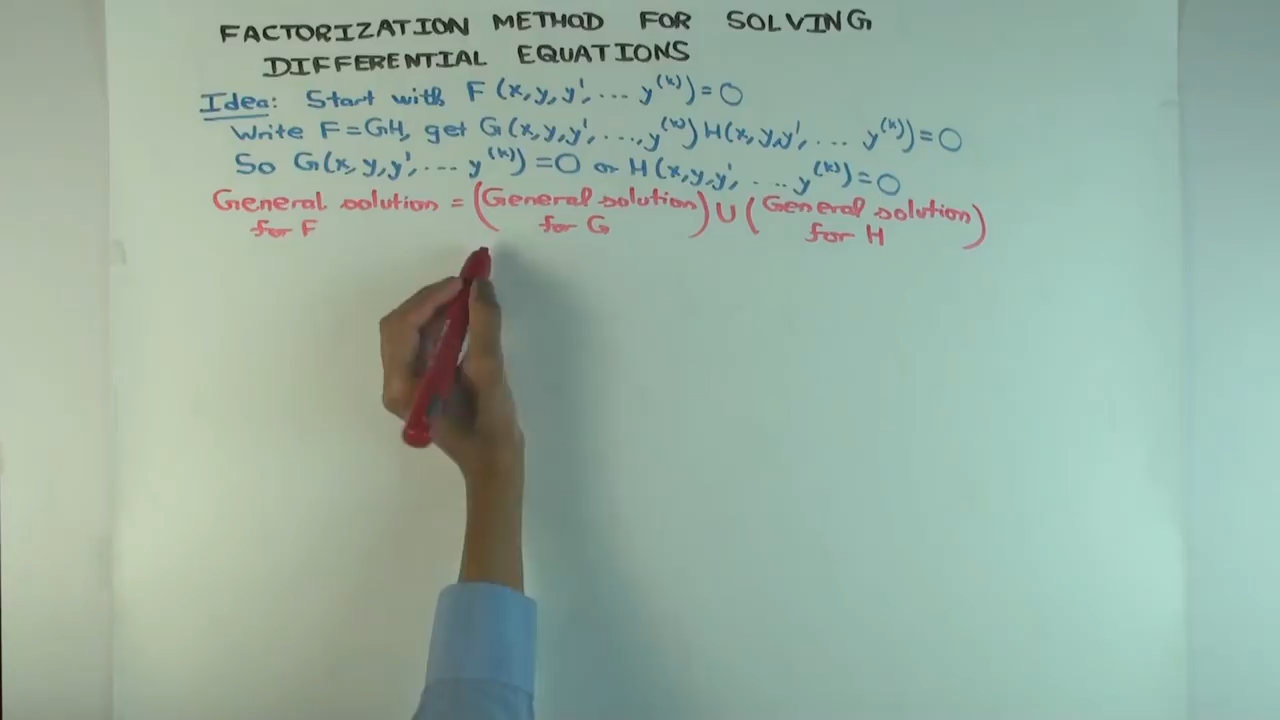 FACTORIZATION METHOD FOR SOLVING
DIFFERENTIAL EQUATIONS
Idea: Start with F(x,y,y',...y^(k))=0
Write F=GH, get G(x,y,y',...,y^(k))H(x,y,y',...y^(k))=0
So G(x,y,y',...y^(k))=0 or H(x,y,y',...y^(k))=0
General solution = (General solution) ∪ (General solution)
for F for G for H